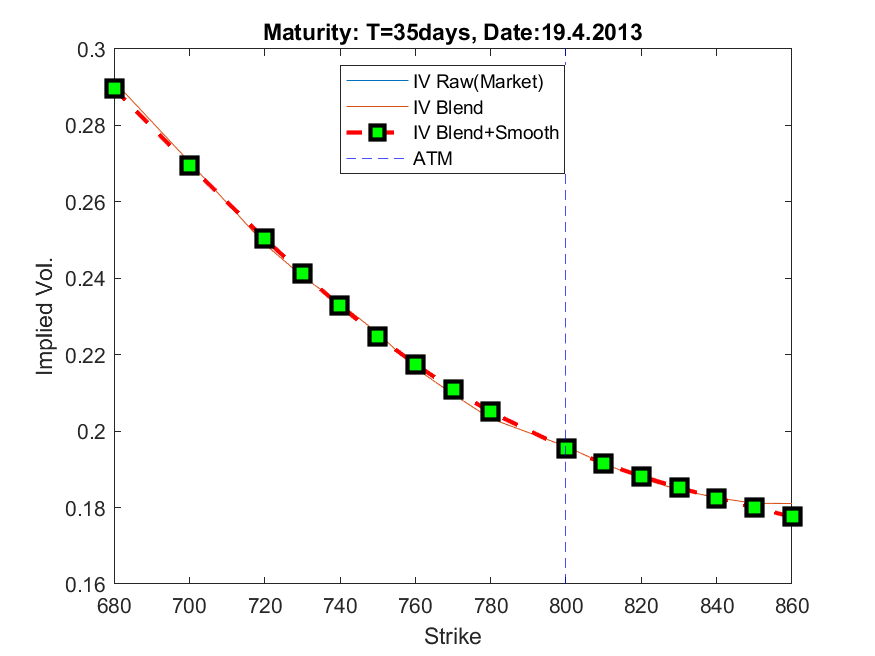 Maturity: T=35days, Date:19.4.2013
0.3
0.28
0.26
0.24
0.22
0.2
0.18
0.16
Implied Vol.
IV Raw(Market)
IV Blend
IV Blend+Smooth
ATM
680 700 720 740 760 780 800 820 840 860
Strike